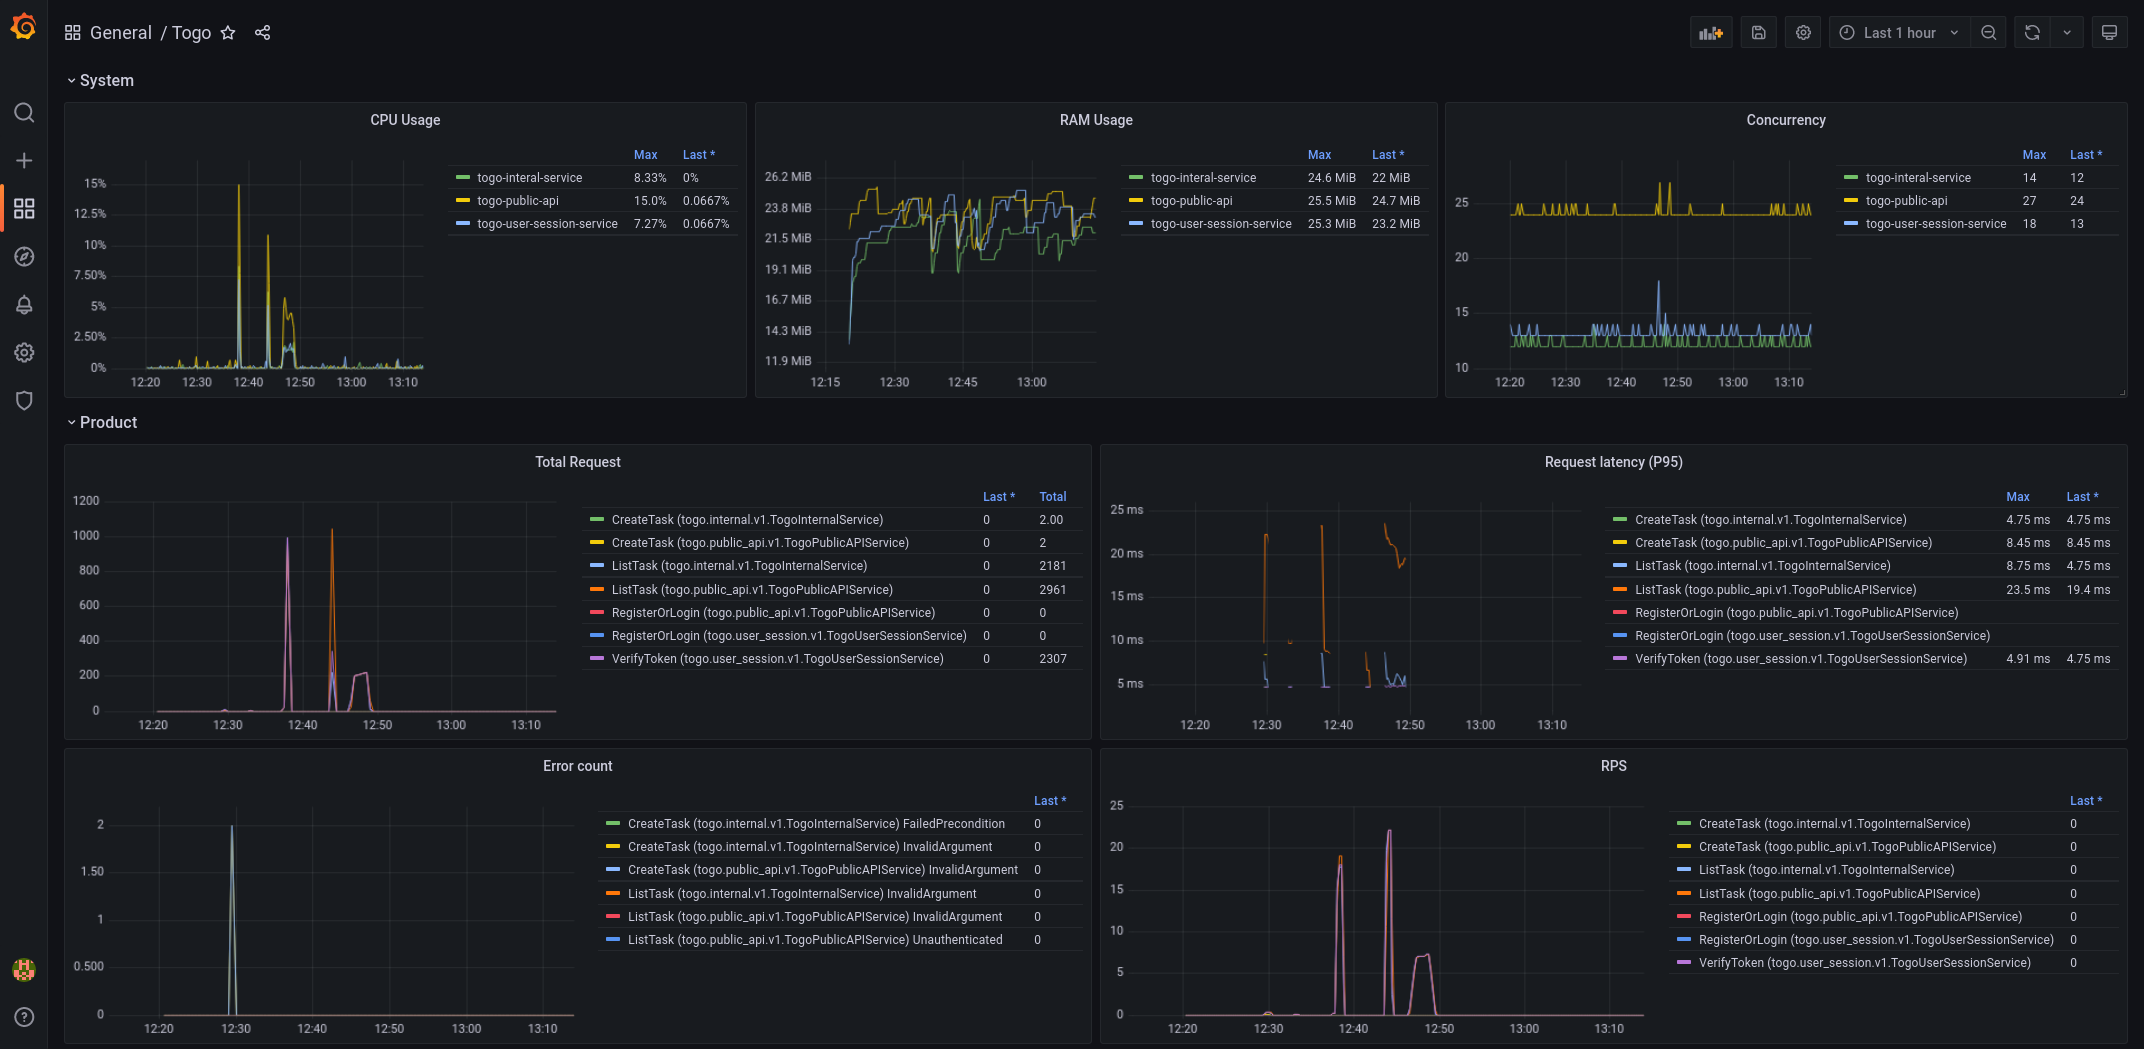 General / Togo
Last 1 hour
System
CPU Usage
15%
12.5%
10%
7.50%
5%
2.50%
0%
12:20 12:30 12:40 12:50 13:00 13:10
Max Last *
togo-interal-service 8.33% 0%
togo-public-api 15.0% 0.0667%
togo-user-session-service 7.27% 0.0667%
RAM Usage
26.2 MiB
23.8 MiB
21.5 MiB
19.1 MiB
16.7 MiB
14.3 MiB
11.9 MiB
12:15 12:30 12:45 13:00
Max Last *
togo-interal-service 24.6 MiB 22 MiB
togo-public-api 25.5 MiB 24.7 MiB
togo-user-session-service 25.3 MiB 23.2 MiB
Concurrency
25
20
15
10
12:20 12:30 12:40 12:50 13:00 13:10
Max Last *
togo-interal-service 14 12
togo-public-api 27 24
togo-user-session-service 18 13
Product
Total Request
1200
1000
800
600
400
200
0
12:20 12:30 12:40 12:50 13:00 13:10
Last * Total
CreateTask (togo.internal.v1.TogoInternalService) 0 2.00
CreateTask (togo.public_api.v1.TogoPublicAPIService) 0 2
ListTask (togo.internal.v1.TogoInternalService) 0 2181
ListTask (togo.public_api.v1.TogoPublicAPIService) 0 2961
RegisterOrLogin (togo.public_api.v1.TogoPublicAPIService) 0 0
RegisterOrLogin (togo.user_session.v1.TogoUserSessionService) 0 0
VerifyToken (togo.user_session.v1.TogoUserSessionService) 0 2307
Request latency (P95)
25 ms
20 ms
15 ms
10 ms
5 ms
12:20 12:30 12:40 12:50 13:00 13:10
Max Last *
CreateTask (togo.internal.v1.TogoInternalService) 4.75 ms 4.75 ms
CreateTask (togo.public_api.v1.TogoPublicAPIService) 8.45 ms 8.45 ms
ListTask (togo.internal.v1.TogoInternalService) 8.75 ms 4.75 ms
ListTask (togo.public_api.v1.TogoPublicAPIService) 23.5 ms 19.4 ms
RegisterOrLogin (togo.public_api.v1.TogoPublicAPIService)
RegisterOrLogin (togo.user_session.v1.TogoUserSessionService)
VerifyToken (togo.user_session.v1.TogoUserSessionService) 4.91 ms 4.75 ms
Error count
2
1.50
1
0.500
0
12:20 12:30 12:40 12:50 13:00 13:10
Last *
CreateTask (togo.internal.v1.TogoInternalService) FailedPrecondition 0
CreateTask (togo.internal.v1.TogoInternalService) InvalidArgument 0
CreateTask (togo.public_api.v1.TogoPublicAPIService) InvalidArgument 0
ListTask (togo.internal.v1.TogoInternalService) InvalidArgument 0
ListTask (togo.public_api.v1.TogoPublicAPIService) InvalidArgument 0
ListTask (togo.public_api.v1.TogoPublicAPIService) Unauthenticated 0
RPS
25
20
15
10
5
0
12:20 12:30 12:40 12:50 13:00 13:10
Last *
CreateTask (togo.internal.v1.TogoInternalService) 0
CreateTask (togo.public_api.v1.TogoPublicAPIService) 0
ListTask (togo.internal.v1.TogoInternalService) 0
ListTask (togo.public_api.v1.TogoPublicAPIService) 0
RegisterOrLogin (togo.public_api.v1.TogoPublicAPIService) 0
RegisterOrLogin (togo.user_session.v1.TogoUserSessionService) 0
VerifyToken (togo.user_session.v1.TogoUserSessionService) 0